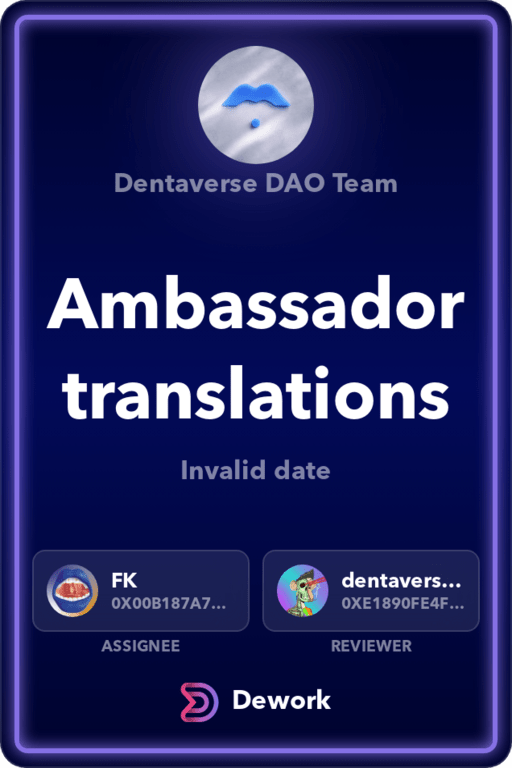 Dentaverse DAO Team
Ambassador
translations
Invalid date
FK
0X00B187A7...
ASSIGNEE
dentavers...
0XE1890FE4F...
REVIEWER
Dework